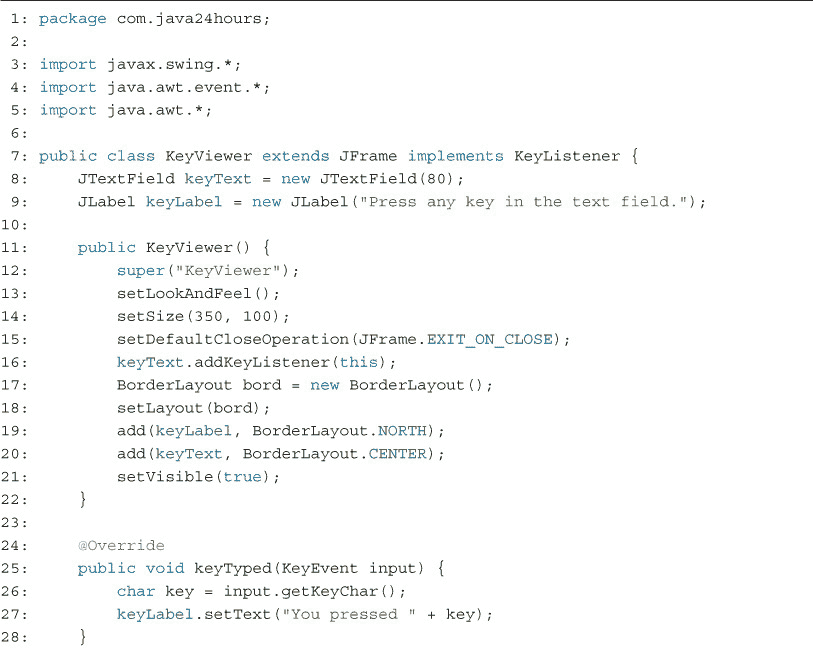 1: package com.java24hours;
2:
3: import javax.swing.*;
4: import java.awt.event.*;
5: import java.awt.*;
6:
7: public class KeyViewer extends JFrame implements KeyListener {
8:     JTextField keyText = new JTextField(80);
9:     JLabel keyLabel = new JLabel("Press any key in the text field.");
10:
11:     public KeyViewer() {
12:         super("KeyViewer");
13:         setLookAndFeel();
14:         setSize(350, 100);
15:         setDefaultCloseOperation(JFrame.EXIT_ON_CLOSE);
16:         keyText.addKeyListener(this);
17:         BorderLayout bord = new BorderLayout();
18:         setLayout(bord);
19:         add(keyLabel, BorderLayout.NORTH);
20:         add(keyText, BorderLayout.CENTER);
21:         setVisible(true);
22:     }
23:
24:     @Override
25:     public void keyTyped(KeyEvent input) {
26:         char key = input.getKeyChar();
27:         keyLabel.setText("You pressed " + key);
28:     }